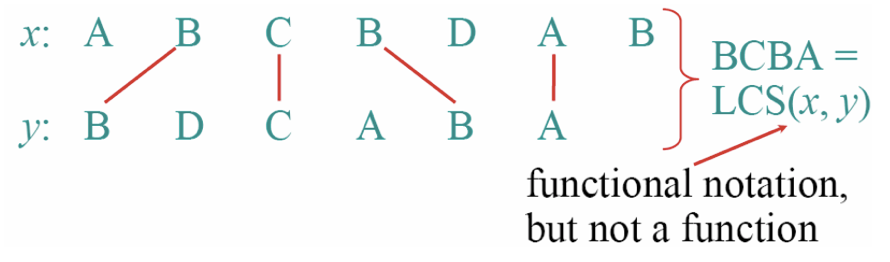 x: A B C B D A B
y: B D C A B A
BCBA =
LCS(x, y)
functional notation,
but not a function